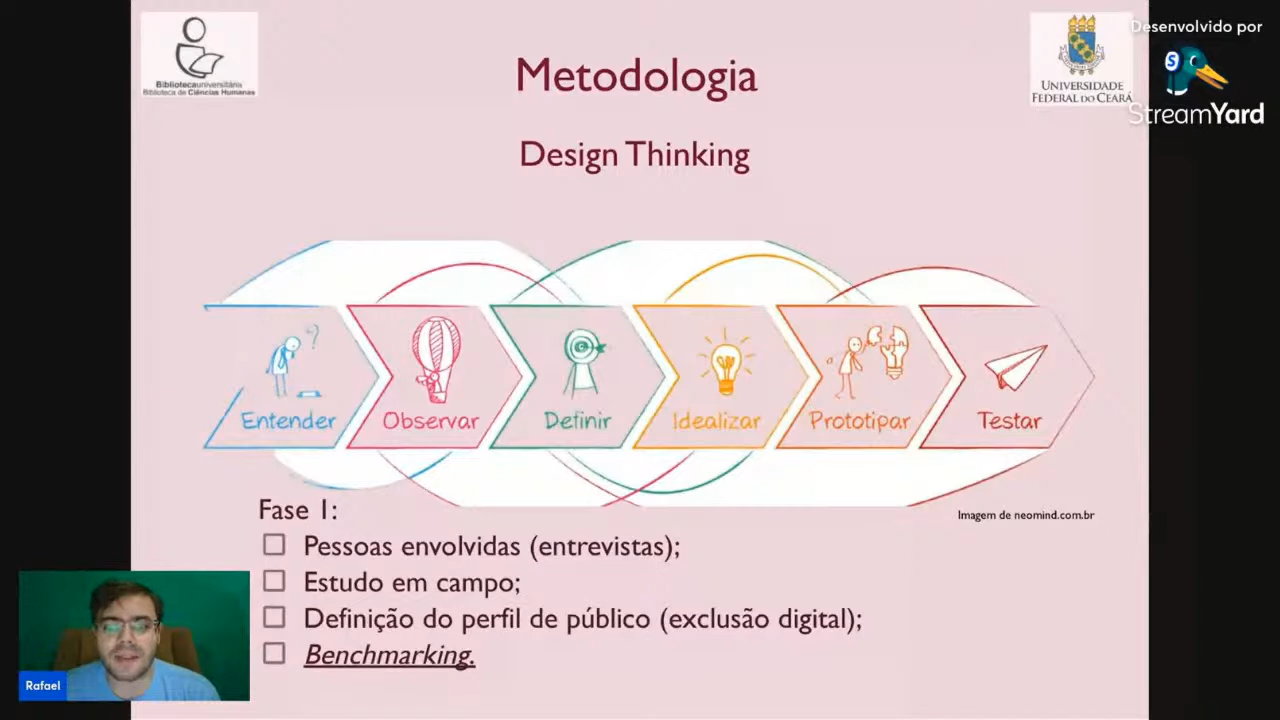 Biblioteca universitária
Biblioteca de Ciências Humanas
Metodologia
UNIVERSIDADE
FEDERAL DO CEARÁ
Desenvolvido por
S
StreamYard
Design Thinking
?
Entender
Observar
Definir
Idealizar
Prototipar
Testar
Imagem de neomind.com.br
Fase 1:
Pessoas envolvidas (entrevistas);
Estudo em campo;
Definição do perfil de público (exclusão digital);
Benchmarking.
Rafael